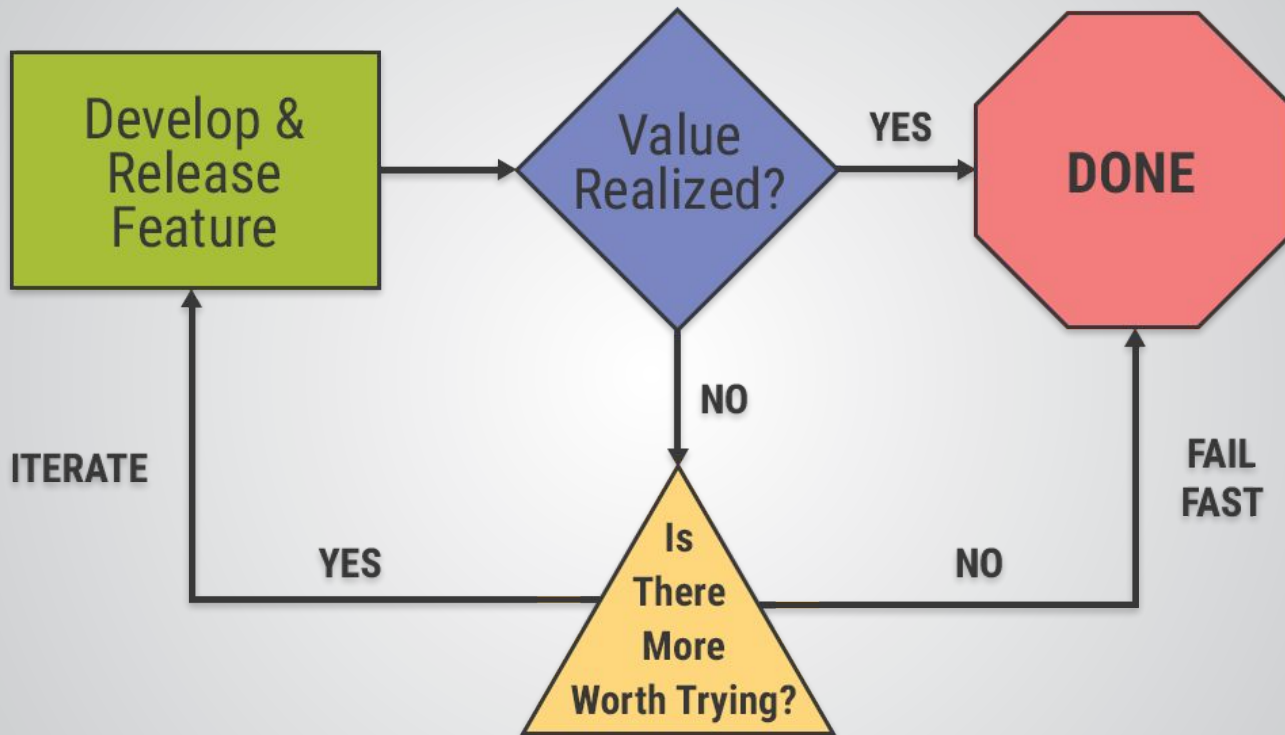 Develop &
Release
Feature
Value
Realized?
YES
DONE
NO
ITERATE
YES
Is
There
More
Worth Trying?
NO
FAIL
FAST